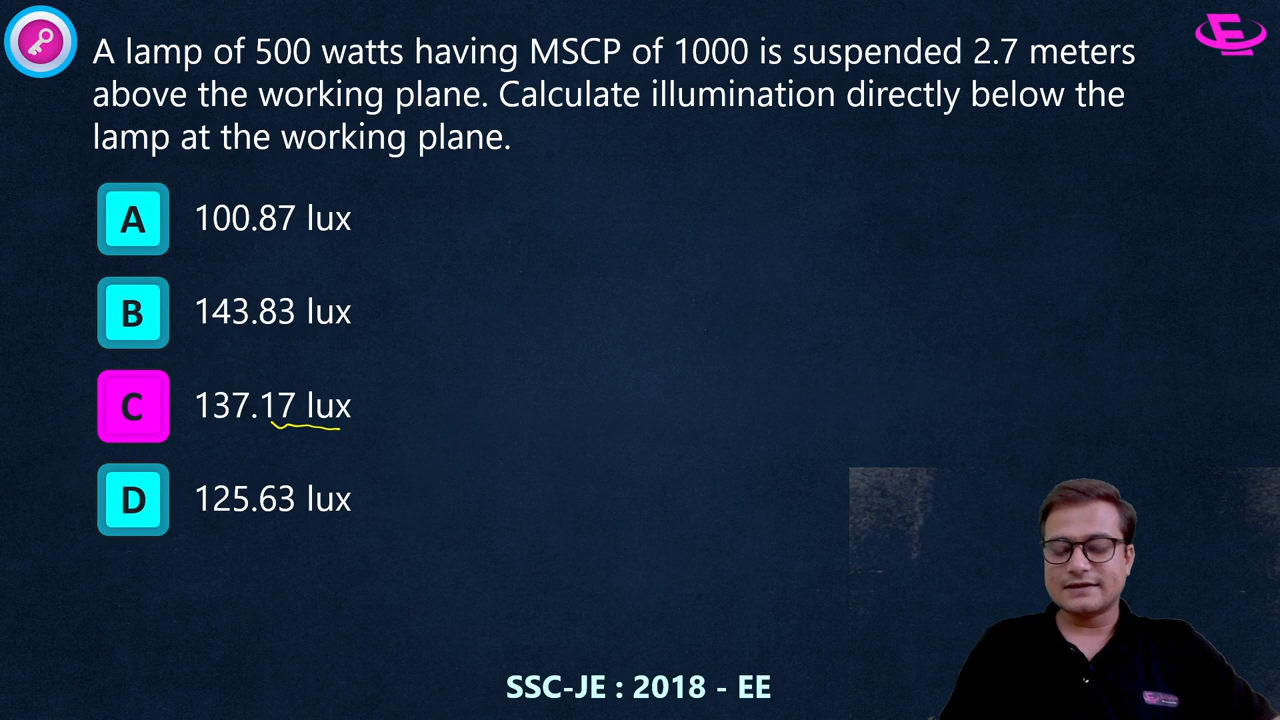 A lamp of 500 watts having MSCP of 1000 is suspended 2.7 meters
above the working plane. Calculate illumination directly below the
lamp at the working plane.
A 100.87 lux
B 143.83 lux
C 137.17 lux
D 125.63 lux
SSC-JE : 2018 - EE